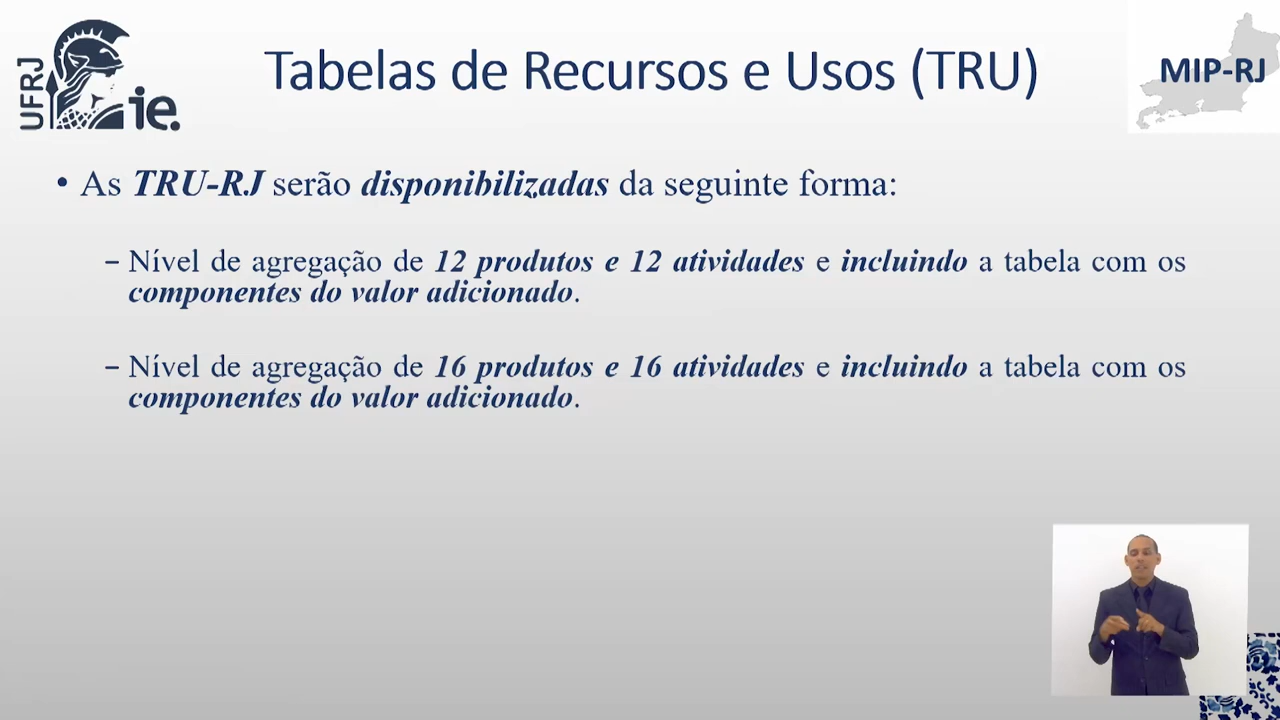 UFRJ
ie.
Tabelas de Recursos e Usos (TRU)
MIP-RJ
• As TRU-RJ serão disponibilizadas da seguinte forma:
– Nível de agregação de 12 produtos e 12 atividades e incluindo a tabela com os
componentes do valor adicionado.
– Nível de agregação de 16 produtos e 16 atividades e incluindo a tabela com os
componentes do valor adicionado.